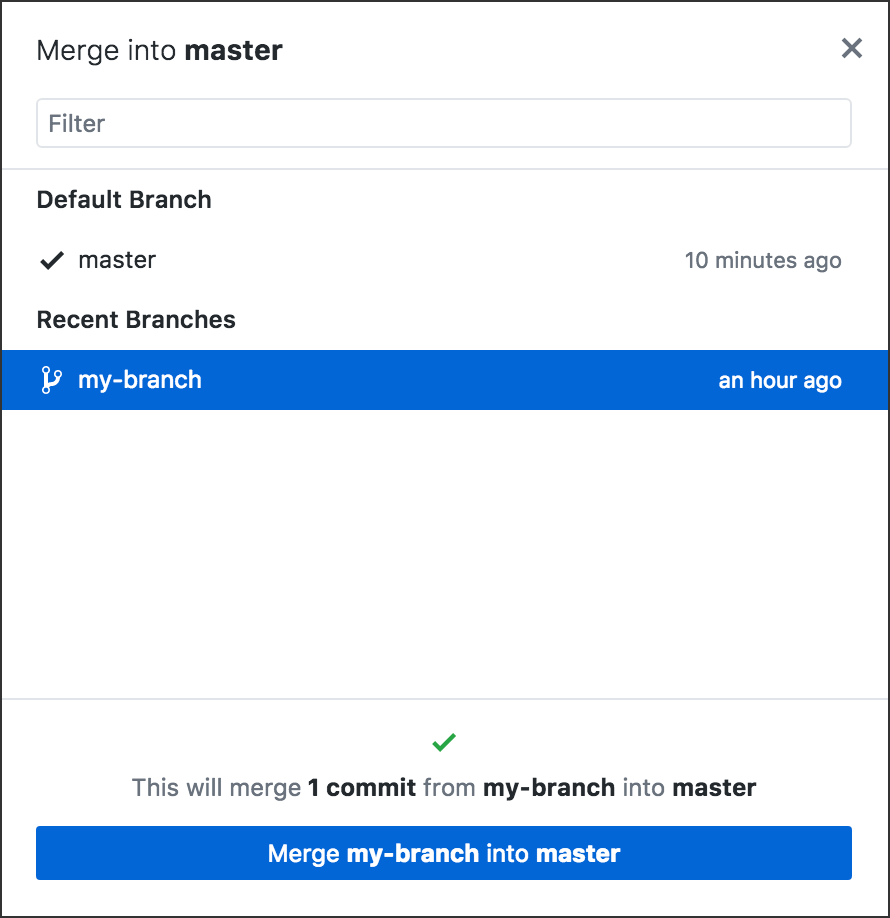 Merge into master
Filter
Default Branch
master 10 minutes ago
Recent Branches
my-branch an hour ago
This will merge 1 commit from my-branch into master
Merge my-branch into master